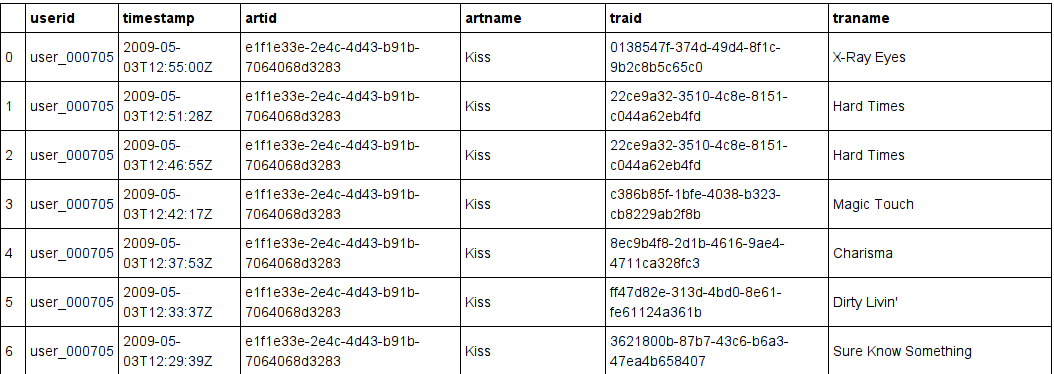 userid timestamp artid artname traid traname
0 user_000705 2009-05-03T12:55:00Z e1f1e33e-2e4c-4d43-b91b-7064068d3283 Kiss 0138547f-374d-49d4-8f1c-9b2c8b5c65c0 X-Ray Eyes
1 user_000705 2009-05-03T12:51:28Z e1f1e33e-2e4c-4d43-b91b-7064068d3283 Kiss 22ce9a32-3510-4c8e-8151-c044a62eb4fd Hard Times
2 user_000705 2009-05-03T12:46:55Z e1f1e33e-2e4c-4d43-b91b-7064068d3283 Kiss 22ce9a32-3510-4c8e-8151-c044a62eb4fd Hard Times
3 user_000705 2009-05-03T12:42:17Z e1f1e33e-2e4c-4d43-b91b-7064068d3283 Kiss c386b85f-1bfe-4038-b323-cb8229ab2f8b Magic Touch
4 user_000705 2009-05-03T12:37:53Z e1f1e33e-2e4c-4d43-b91b-7064068d3283 Kiss 8ec9b4f8-2d1b-4616-9ae4-4711ca328fc3 Charisma
5 user_000705 2009-05-03T12:33:37Z e1f1e33e-2e4c-4d43-b91b-7064068d3283 Kiss ff47d82e-313d-4bd0-8e61-fe61124a361b Dirty Livin'
6 user_000705 2009-05-03T12:29:39Z e1f1e33e-2e4c-4d43-b91b-7064068d3283 Kiss 3621800b-87b7-43c6-b6a3-47ea4b658407 Sure Know Something